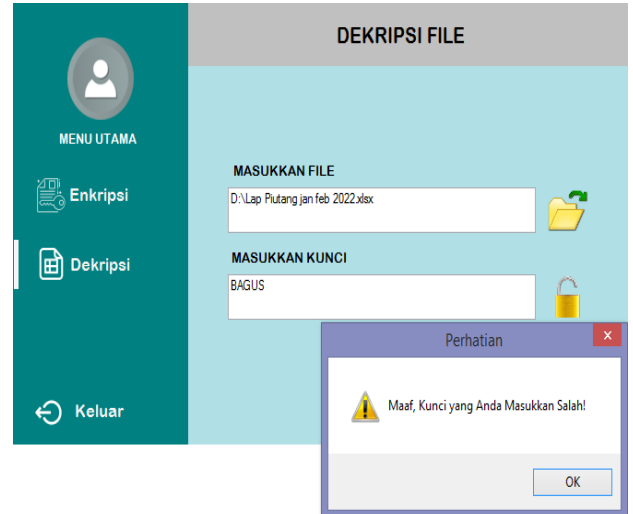 DEKRIPSI FILE
MENU UTAMA
Enkripsi
Dekripsi
Keluar
MASUKKAN FILE
D:\Lap Piutang jan feb 2022.xlsx
MASUKKAN KUNCI
BAGUS
Perhatian
x
Maaf, Kunci yang Anda Masukkan Salah!
OK